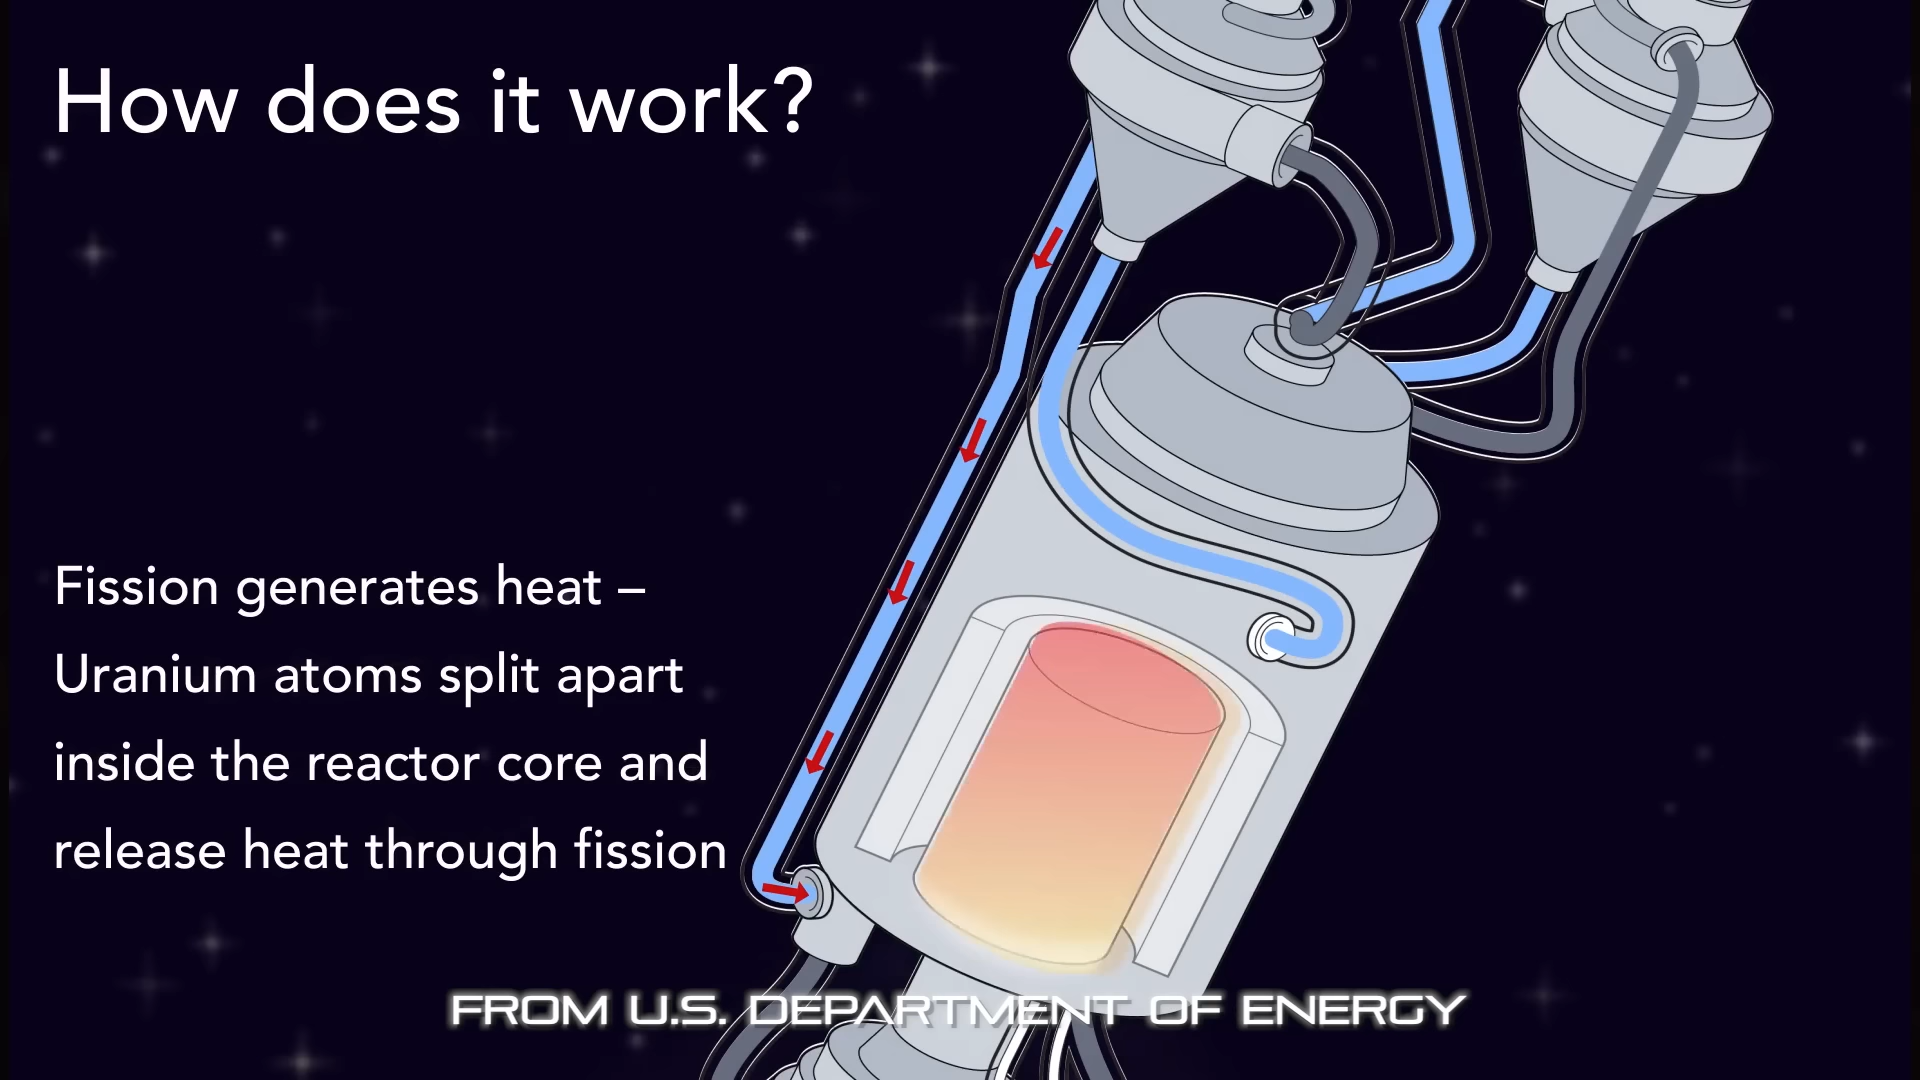 How does it work?
Fission generates heat –
Uranium atoms split apart
inside the reactor core and
release heat through fission
FROM U.S. DEPARTMENT OF ENERGY